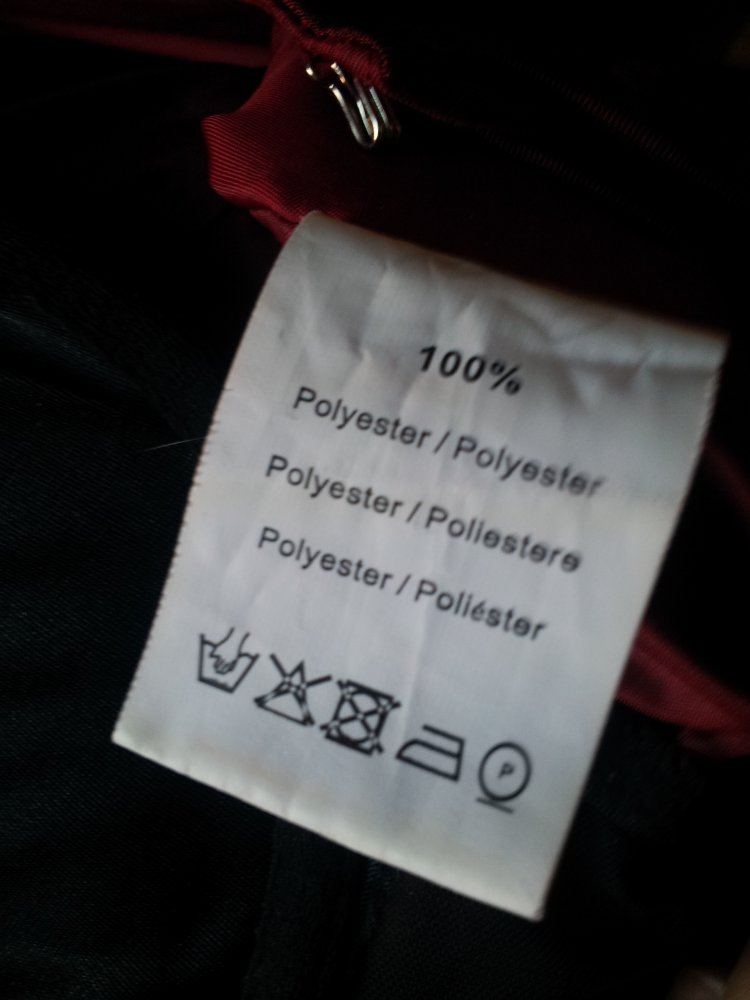 100%
Polyester / Polyester
Polyester / Poliestere
Polyester / Poliéster
P